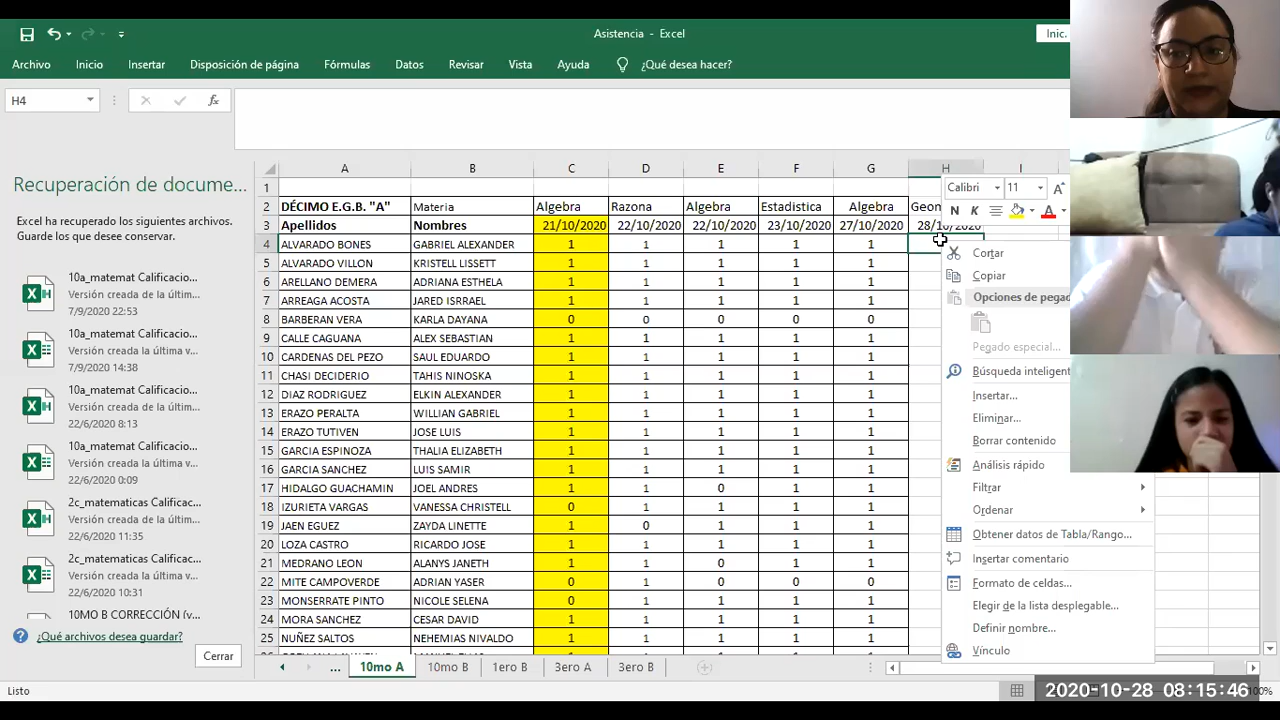 Asistencia - Excel
Inic.
Archivo Inicio Insertar Disposición de página Fórmulas Datos Revisar Vista Ayuda ¿Qué desea hacer?
H4
fx
Recuperación de docume...
Excel ha recuperado los siguientes archivos.
Guarde los que desee conservar.
10a_matemat Calificacio...
Versión creada de la últim...
7/9/2020 22:53
10a_matemat Calificacio...
Versión creada de la última v...
7/9/2020 14:38
10a_matemat Calificacio...
Versión creada de la última v...
22/6/2020 8:13
10a_matemat Calificacio...
Versión creada de la última v...
22/6/2020 0:09
2c_matematicas Calificac...
Versión creada de la últim...
22/6/2020 11:35
2c_matematicas Calificac...
Versión creada de la última v...
22/6/2020 10:31
10MO B CORRECCIÓN (v...
¿Qué archivos desea guardar?
Cerrar
A B C D E F G H I
1
2 DÉCIMO E.G.B. "A" Materia Algebra Razona Algebra Estadistica Algebra Geom
3 Apellidos Nombres 21/10/2020 22/10/2020 22/10/2020 23/10/2020 27/10/2020 28/10/2020
4 ALVARADO BONES GABRIEL ALEXANDER 1 1 1 1 1
5 ALVARADO VILLON KRISTELL LISSETT 1 1 1 1 1
6 ARELLANO DEMERA ADRIANA ESTHELA 1 1 1 1 1
7 ARREAGA ACOSTA JARED ISRRAEL 1 1 1 1 1
8 BARBERAN VERA KARLA DAYANA 0 0 0 0 0
9 CALLE CAGUANA ALEX SEBASTIAN 1 1 1 1 1
10 CARDENAS DEL PEZO SAUL EDUARDO 1 1 1 1 1
11 CHASI DECIDERIO TAHIS NINOSKA 1 1 1 1 1
12 DIAZ RODRIGUEZ ELKIN ALEXANDER 1 1 1 1 1
13 ERAZO PERALTA WILLIAN GABRIEL 1 1 1 1 1
14 ERAZO TUTIVEN JOSE LUIS 1 1 1 1 1
15 GARCIA ESPINOZA THALIA ELIZABETH 1 1 1 1 1
16 GARCIA SANCHEZ LUIS SAMIR 1 1 1 1 1
17 HIDALGO GUACHAMIN JOEL ANDRES 1 1 0 1 1
18 IZURIETA VARGAS VANESSA CHRISTELL 0 1 1 1 1
19 JAEN EGUEZ ZAYDA LINETTE 1 0 1 1 1
20 LOZA CASTRO RICARDO JOSE 1 1 1 1 1
21 MEDRANO LEON ALANYS JANETH 1 1 0 1 1
22 MITE CAMPOVERDE ADRIAN YASER 0 1 0 0 0
23 MONSERRATE PINTO NICOLE SELENA 0 1 1 1 1
24 MORA SANCHEZ CESAR DAVID 1 1 1 1 1
25 NUÑEZ SALTOS NEHEMIAS NIVALDO 1 1 1 1 1
Calibri 11 A
N K A
Cortar
Copiar
Opciones de pegad
Pegado especial...
Búsqueda inteligent
Insertar...
Eliminar...
Borrar contenido
Análisis rápido
Filtrar
Ordenar
Obtener datos de Tabla/Rango...
Insertar comentario
Formato de celdas...
Elegir de la lista desplegable...
Definir nombre...
Vínculo
... 10mo A 10mo B 1ero B 3ero A 3ero B
Listo
2020-10-28 08:15:46
100%